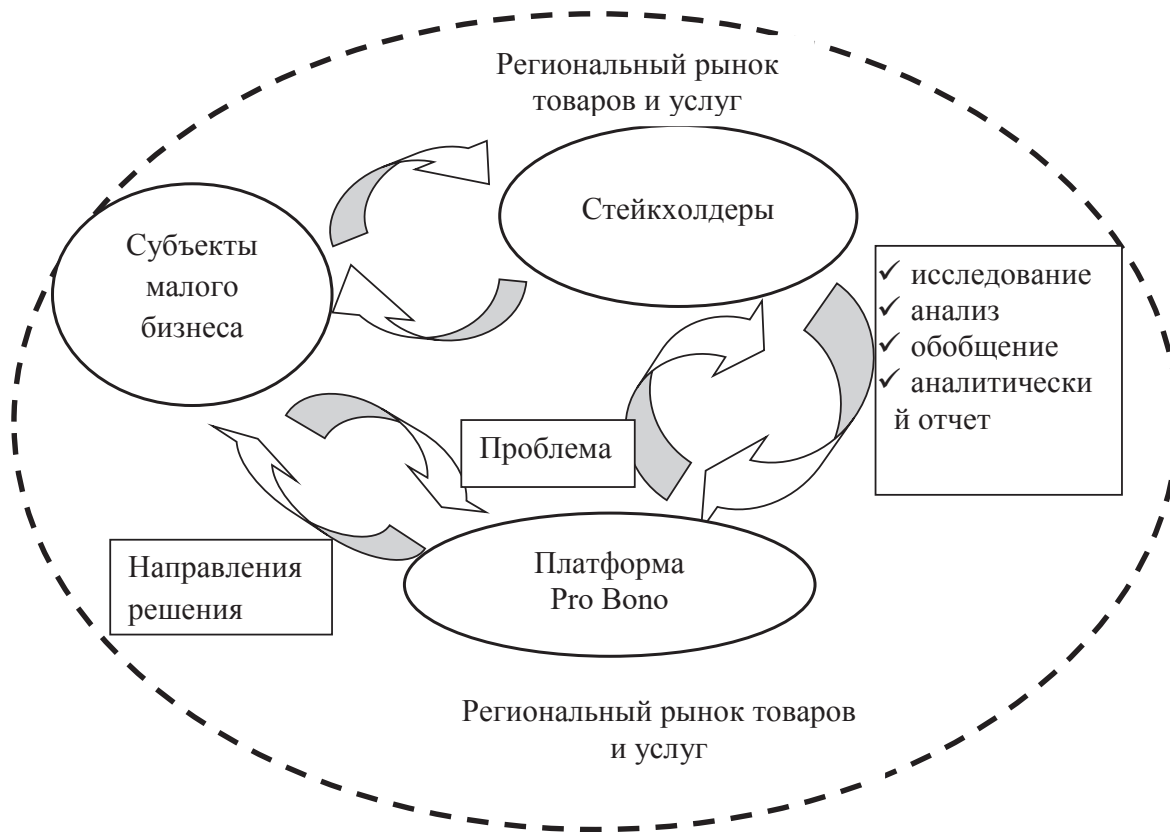 Региональный рынок
товаров и услуг
Стейкхолдеры
Субъекты
малого
бизнеса
✓ исследование
✓ анализ
✓ обобщение
✓ аналитически
й отчет
Проблема
Направления
решения
Платформа
Pro Bono
Региональный рынок товаров
и услуг